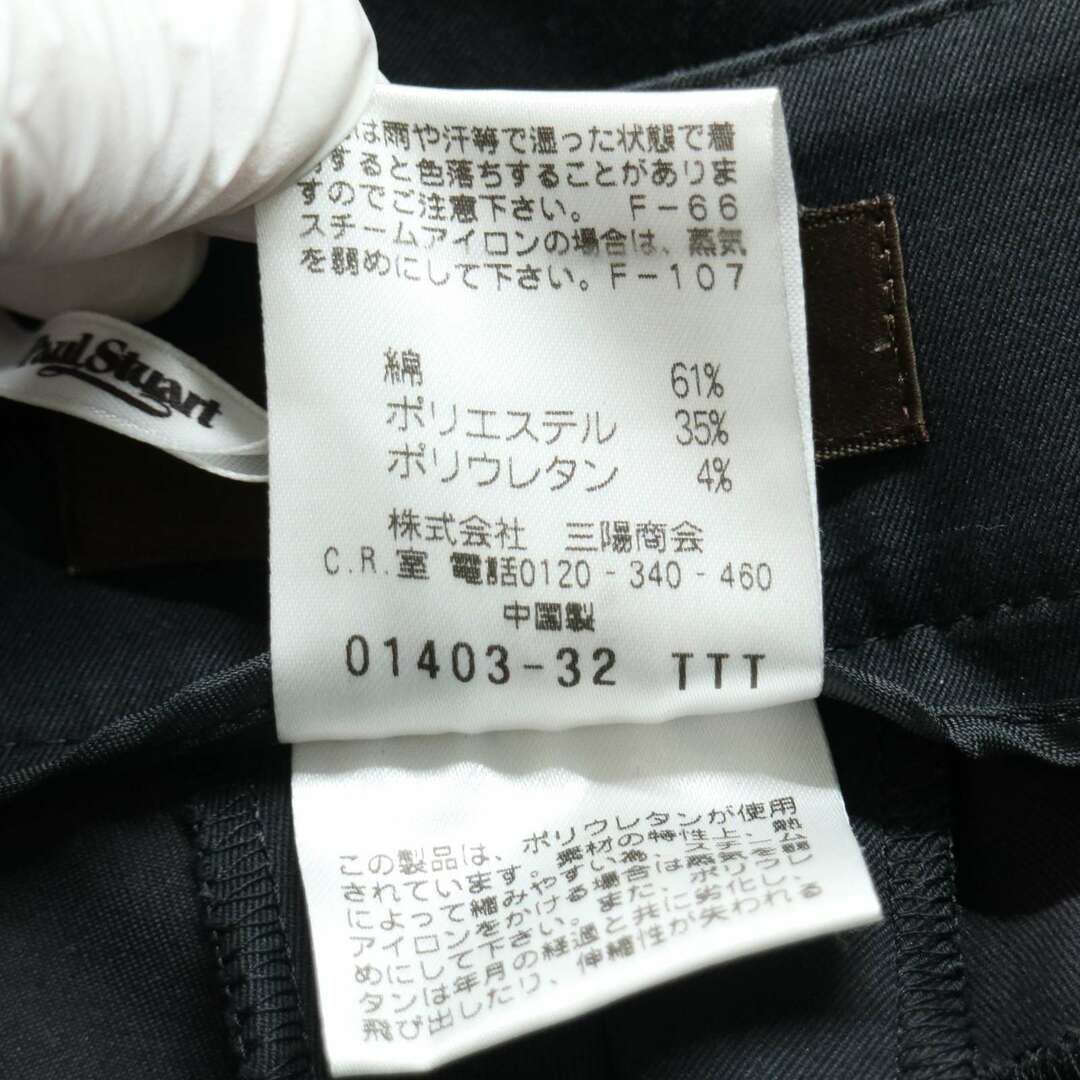 は雨や汗等で湿った状態で着
すると色落ちすることがありま
すのでご注意下さい。 F-66
スチームアイロンの場合は、蒸気
を弱めにして下さい。F-107
綿 61%
ポリエステル 35%
ポリウレタン 4%
株式会社 三陽商会
C.R.室 電話0120-340-460
中国製
01403-32 TTT
Paul Stuart
この製品は、ポリウレタンが使用
されています。素材の特性上、熱
によって縮みやすい為、スチーム
アイロンをかける場合は蒸気を弱
めにして下さい。また、ポリウレ
タンは年月の経過と共に劣化し、
飛び出したり、伸縮性が失われる